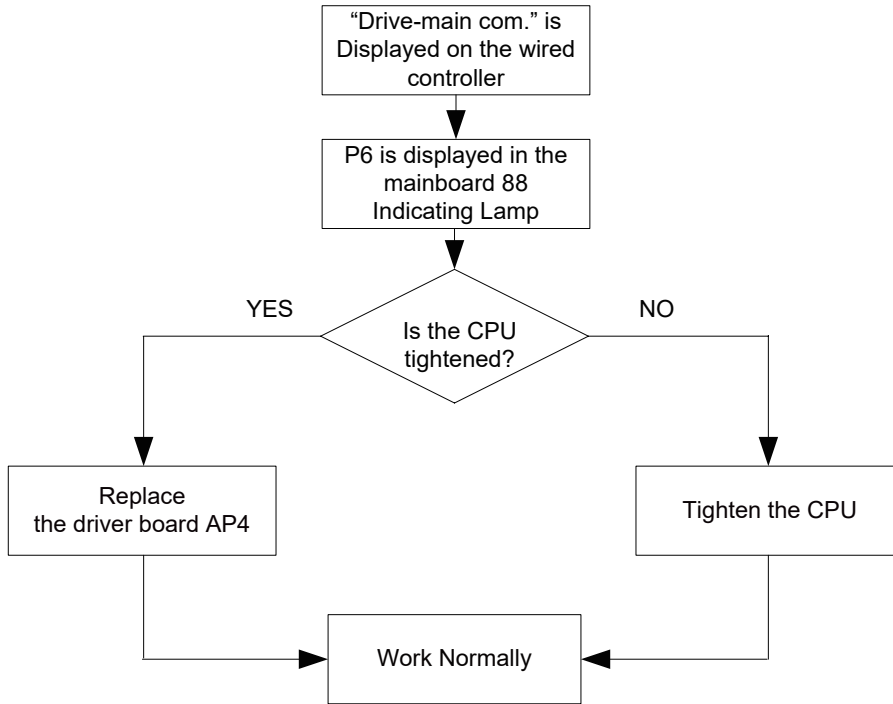 “Drive-main com.” is
Displayed on the wired
controller
P6 is displayed in the
mainboard 88
Indicating Lamp
YES
NO
Is the CPU
tightened?
Replace
the driver board AP4
Tighten the CPU
Work Normally